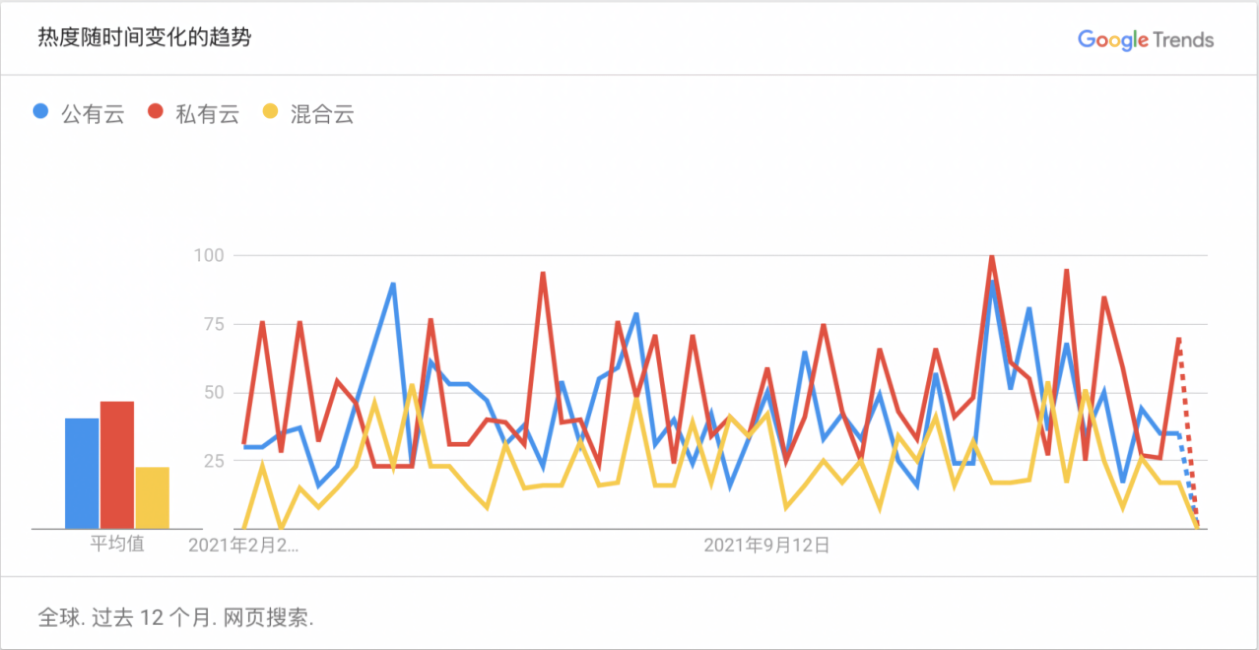 热度随时间变化的趋势
Google Trends
公有云 私有云 混合云
100
75
50
25
平均值 2021年2月2... 2021年9月12日
全球. 过去 12 个月. 网页搜索.